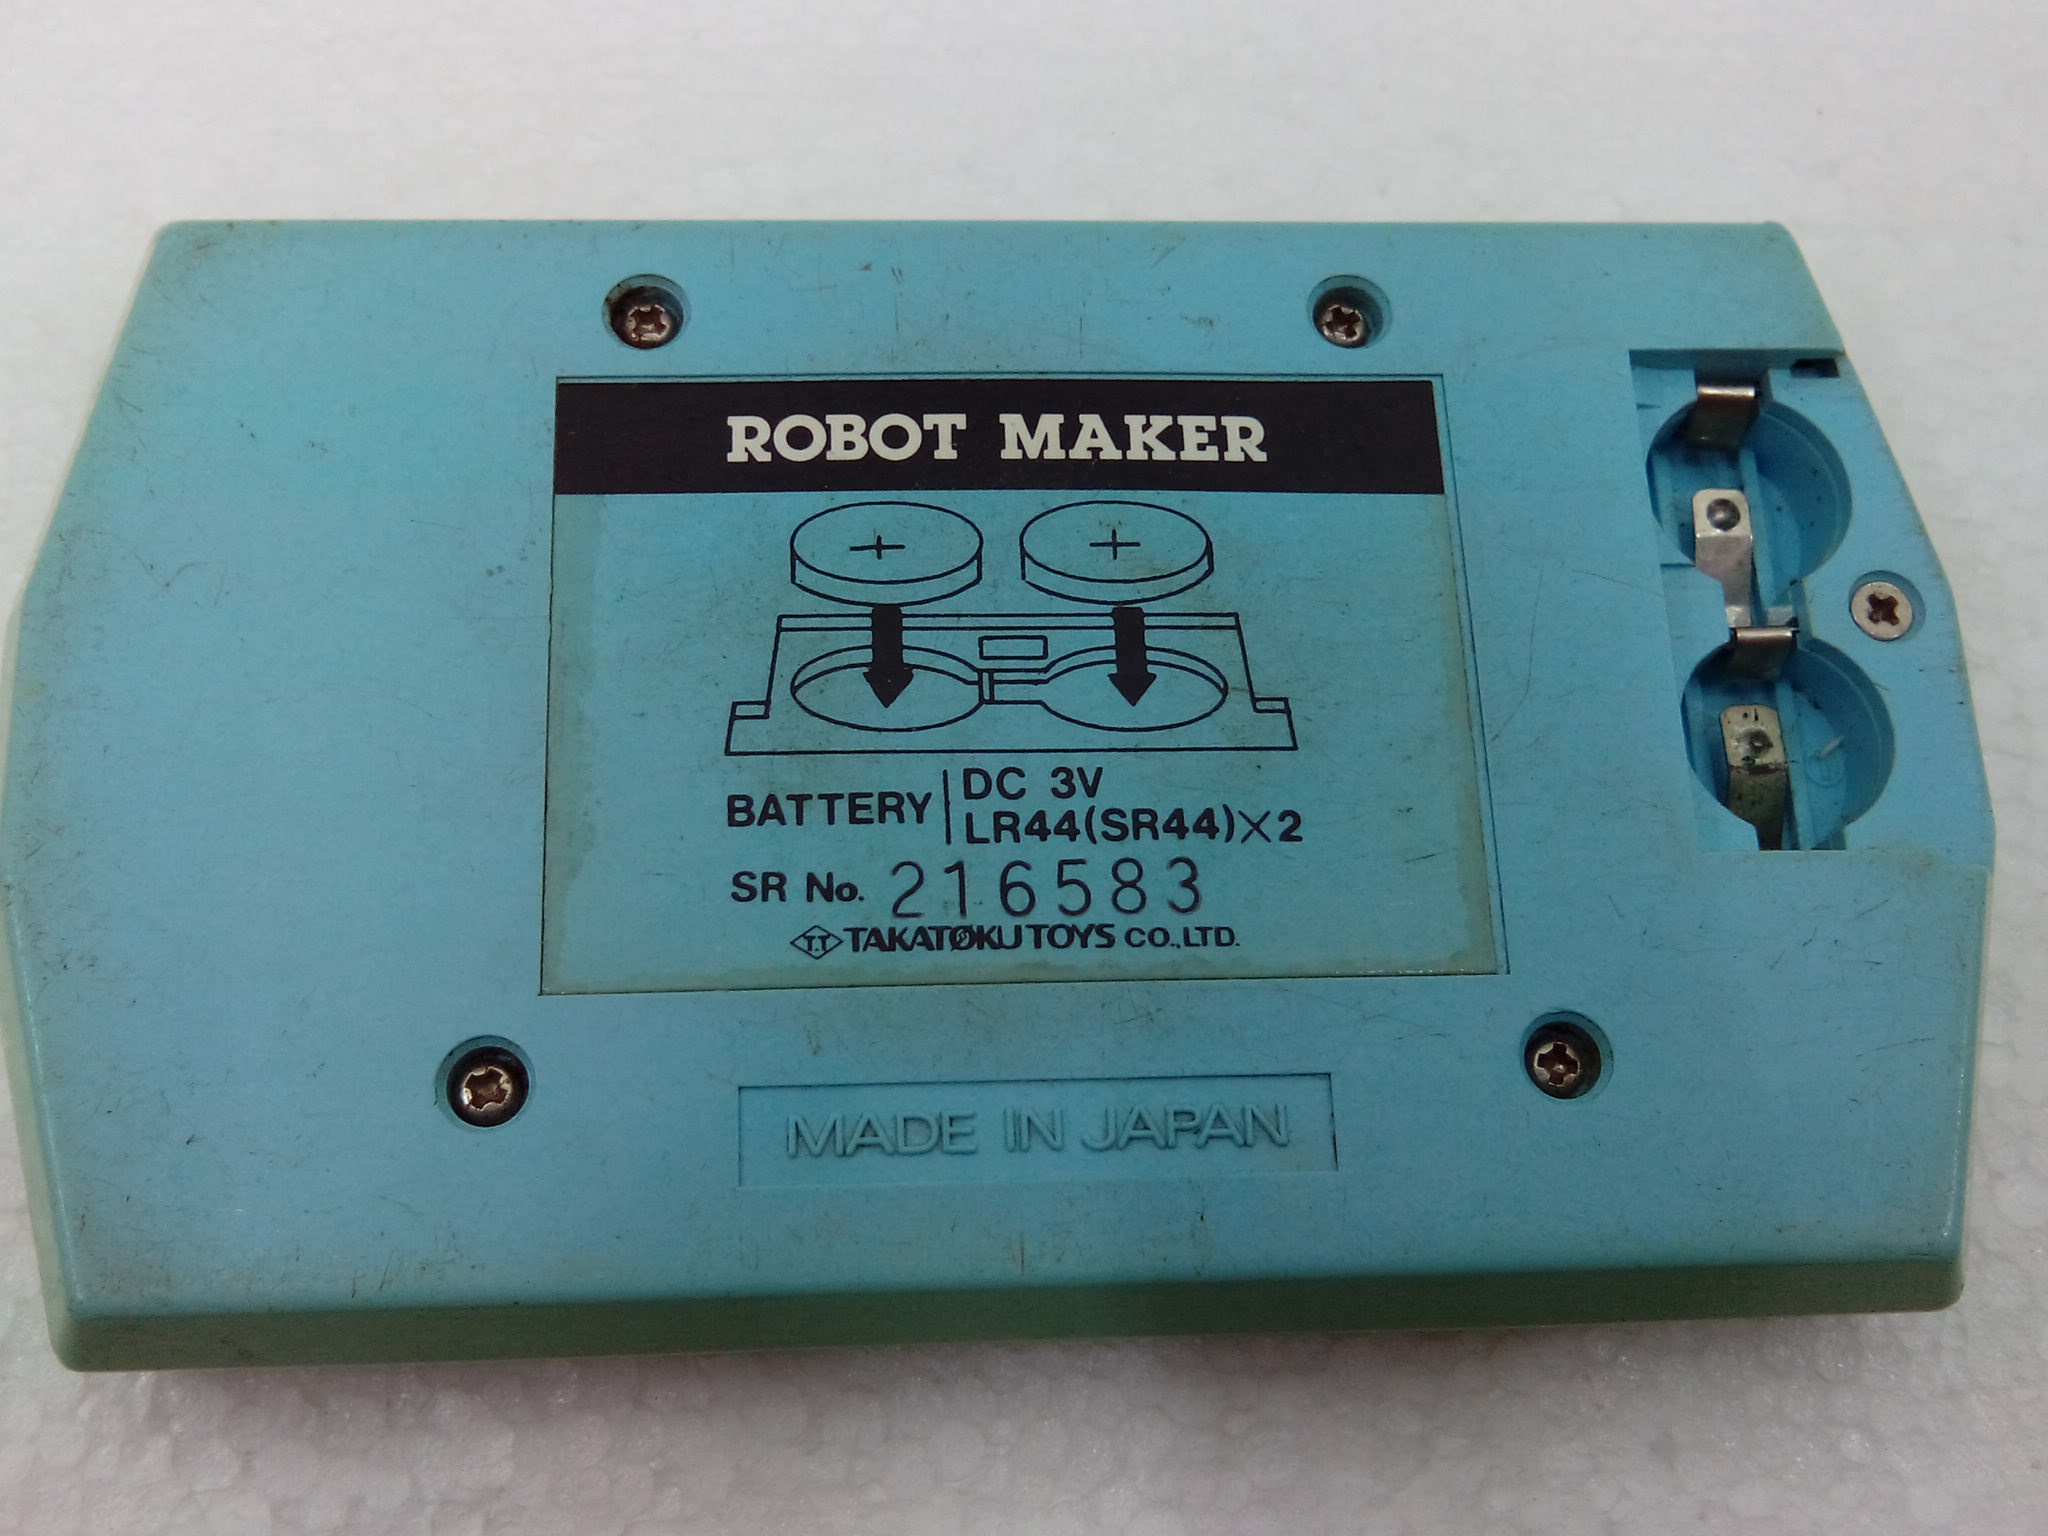 ROBOT MAKER
+ +
BATTERY DC 3V
LR44(SR44)×2
SR No. 216583
T.T TAKATOKU TOYS CO.,LTD.
MADE IN JAPAN